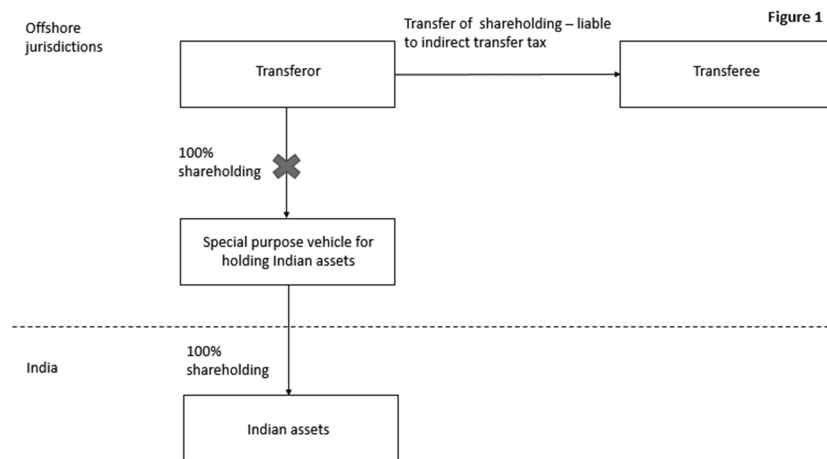 Figure 1
Offshore
jurisdictions
Transfer of shareholding – liable
to indirect transfer tax
Transferor
Transferee
100%
shareholding
Special purpose vehicle for
holding Indian assets
India
100%
shareholding
Indian assets